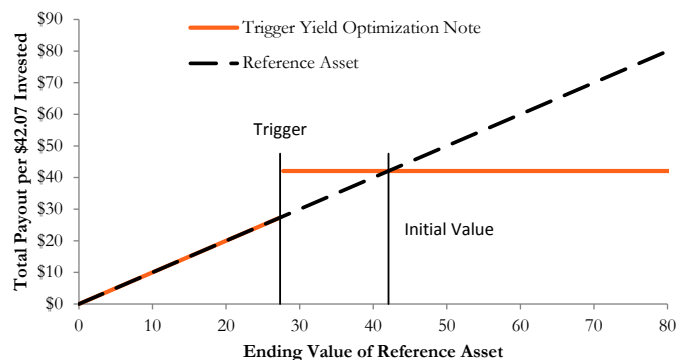 $90
$80
$70
$60
$50
$40
$30
$20
$10
$0
Total Payout per $42.07 Invested
Trigger Yield Optimization Note
Reference Asset
Trigger
Initial Value
0 10 20 30 40 50 60 70 80
Ending Value of Reference Asset